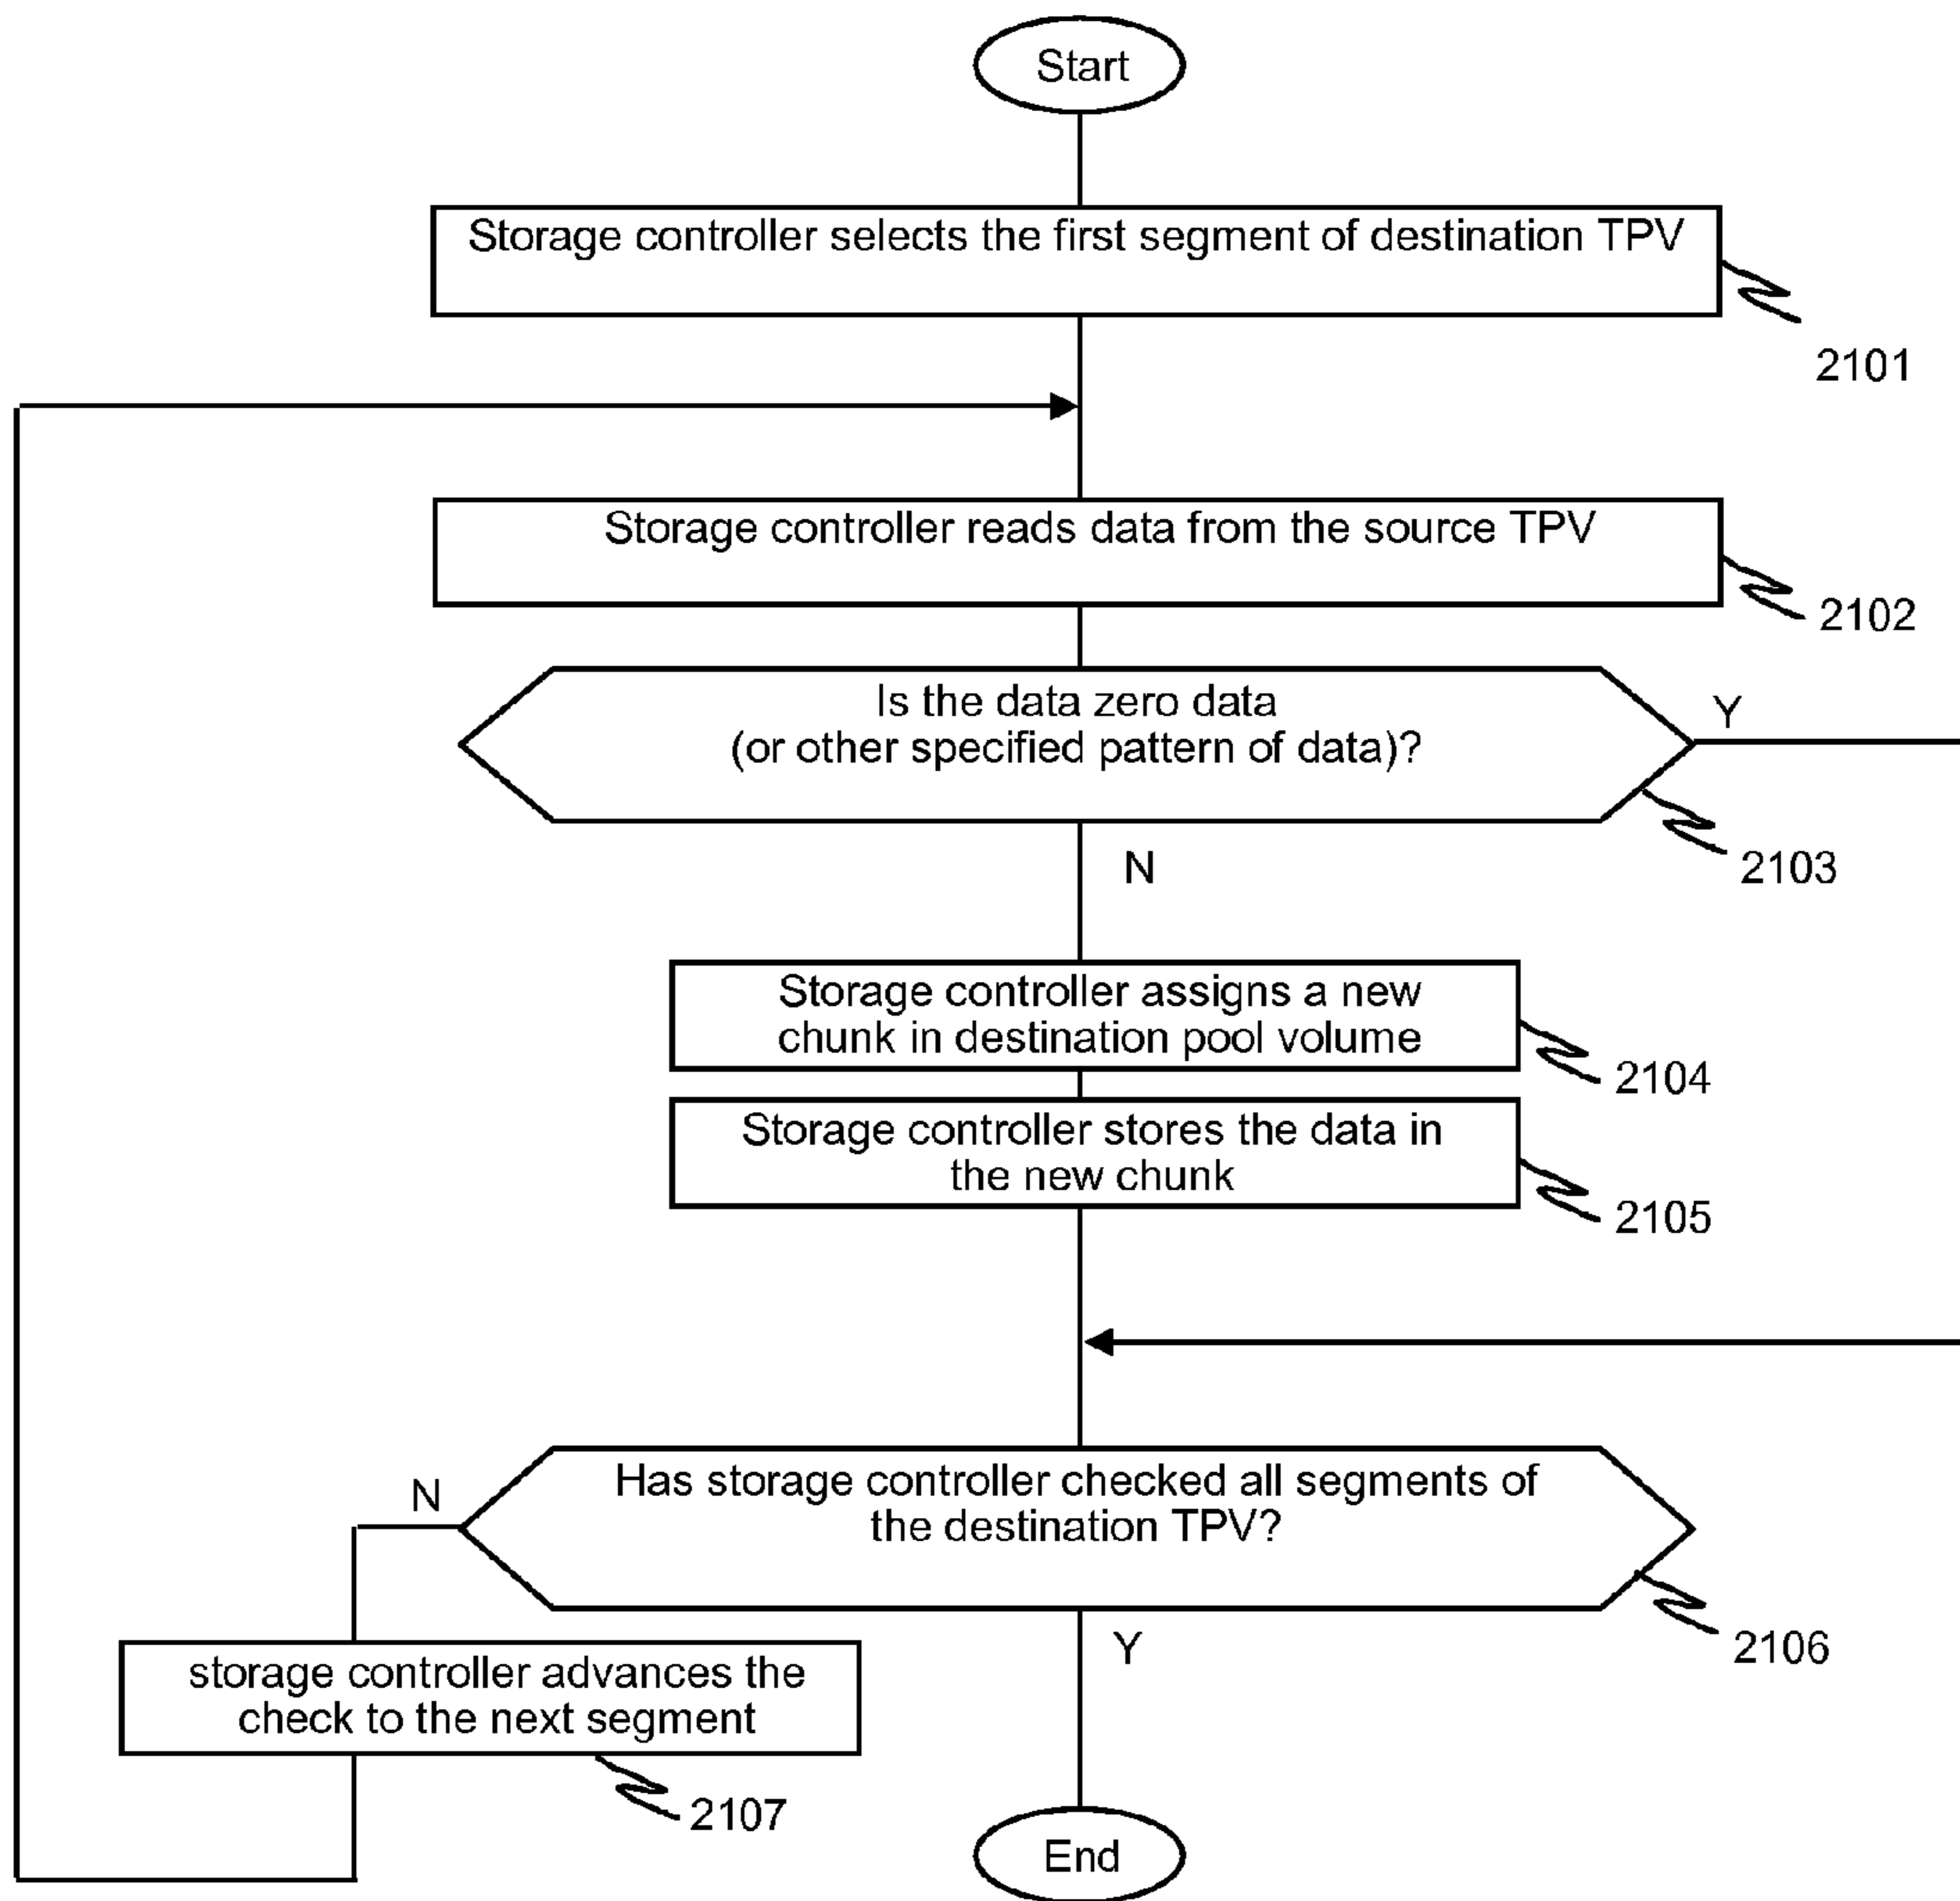 Start
Storage controller selects the first segment of destination TPV
2101
Storage controller reads data from the source TPV
2102
Is the data zero data
(or other specified pattern of data)?
Y
2103
N
Storage controller assigns a new
chunk in destination pool volume
2104
Storage controller stores the data in
the new chunk
2105
Has storage controller checked all segments of
the destination TPV?
N
2106
Y
storage controller advances the
check to the next segment
2107
End